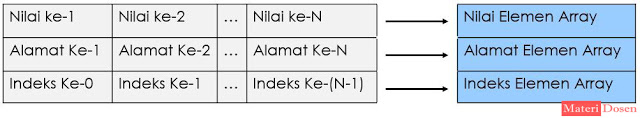 Nilai ke-1 Nilai ke-2 ... Nilai ke-N Nilai Elemen Array
Alamat Ke-1 Alamat Ke-2 ... Alamat Ke-N Alamat Elemen Array
Indeks Ke-0 Indeks Ke-1 ... Indeks Ke-(N-1) Indeks Elemen Array
Materi Dosen